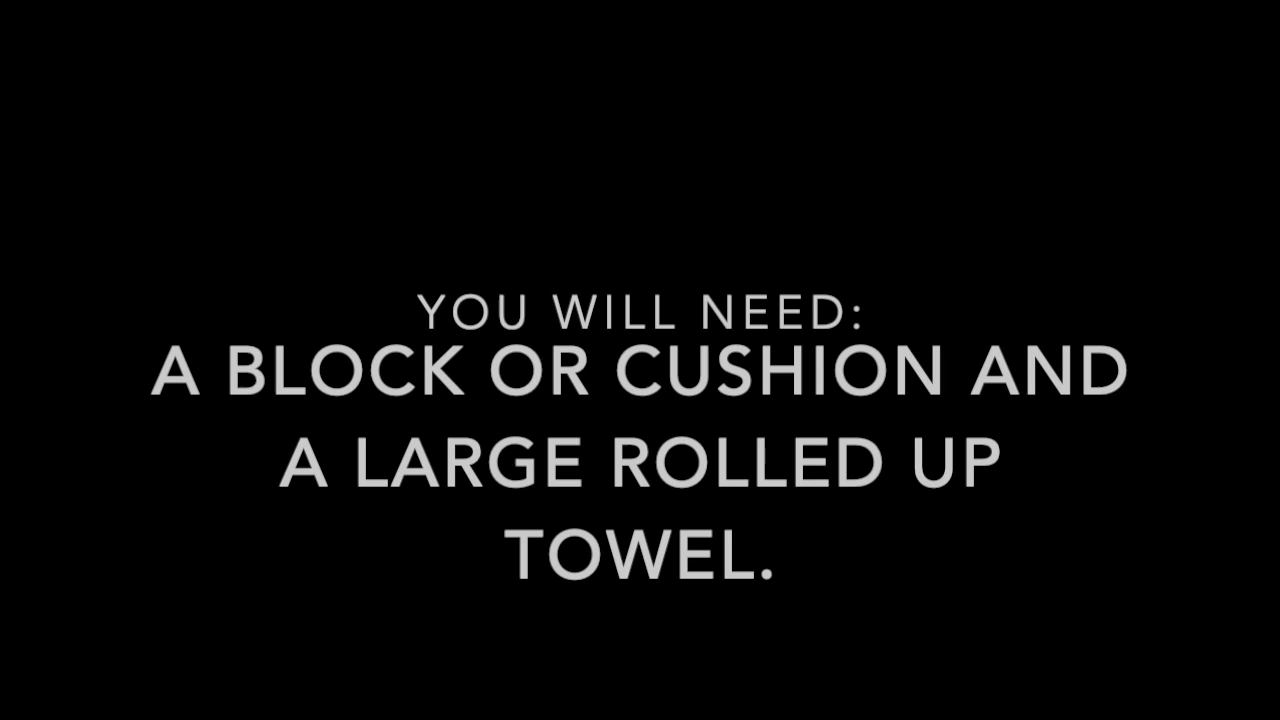 YOU WILL NEED:
A BLOCK OR CUSHION AND
A LARGE ROLLED UP
TOWEL.